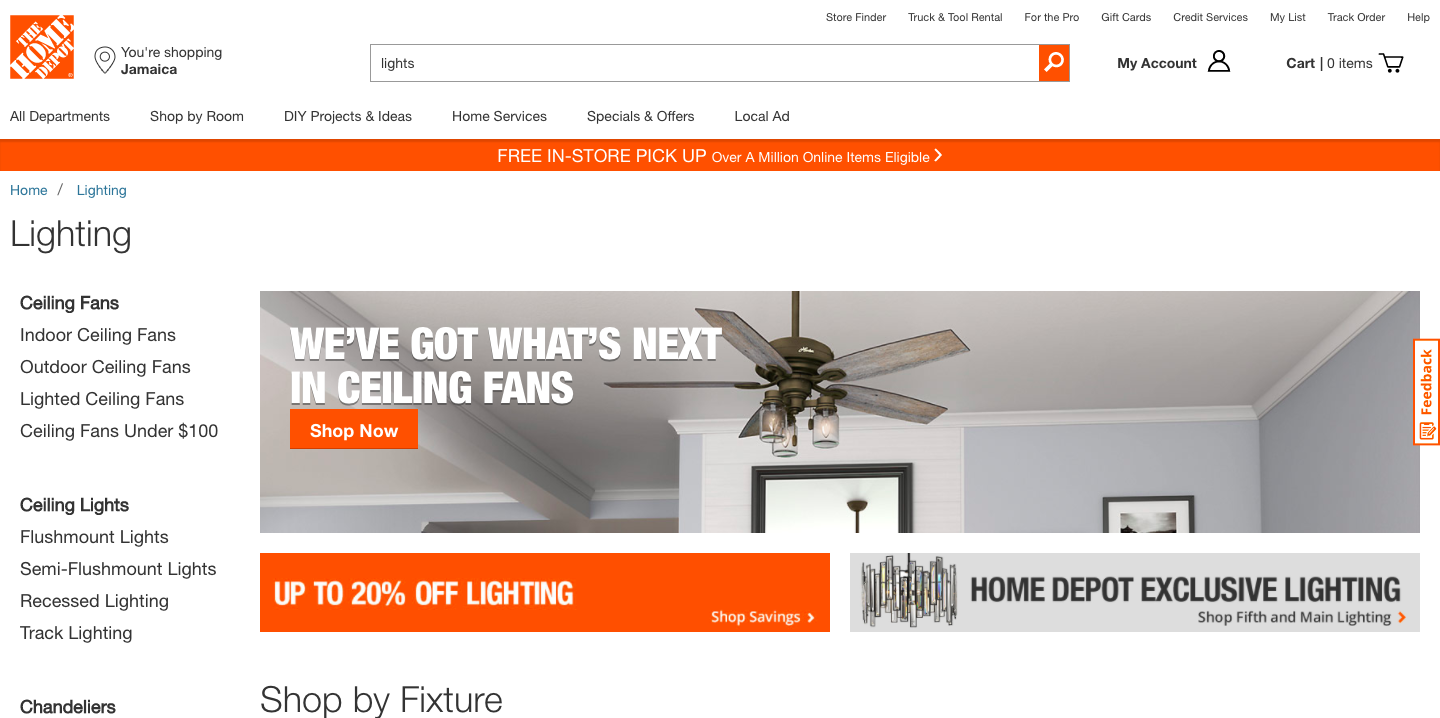 THE HOME DEPOT
Store Finder Truck & Tool Rental For the Pro Gift Cards Credit Services My List Track Order Help
You're shopping
Jamaica
lights
My Account
Cart | 0 items
All Departments Shop by Room DIY Projects & Ideas Home Services Specials & Offers Local Ad
FREE IN-STORE PICK UP Over A Million Online Items Eligible
Home / Lighting
Lighting
Ceiling Fans
Indoor Ceiling Fans
Outdoor Ceiling Fans
Lighted Ceiling Fans
Ceiling Fans Under $100
Ceiling Lights
Flushmount Lights
Semi-Flushmount Lights
Recessed Lighting
Track Lighting
Chandeliers
WE'VE GOT WHAT'S NEXT
IN CEILING FANS
Shop Now
UP TO 20% OFF LIGHTING
Shop Savings
HOME DEPOT EXCLUSIVE LIGHTING
Shop Fifth and Main Lighting
Shop by Fixture
Feedback